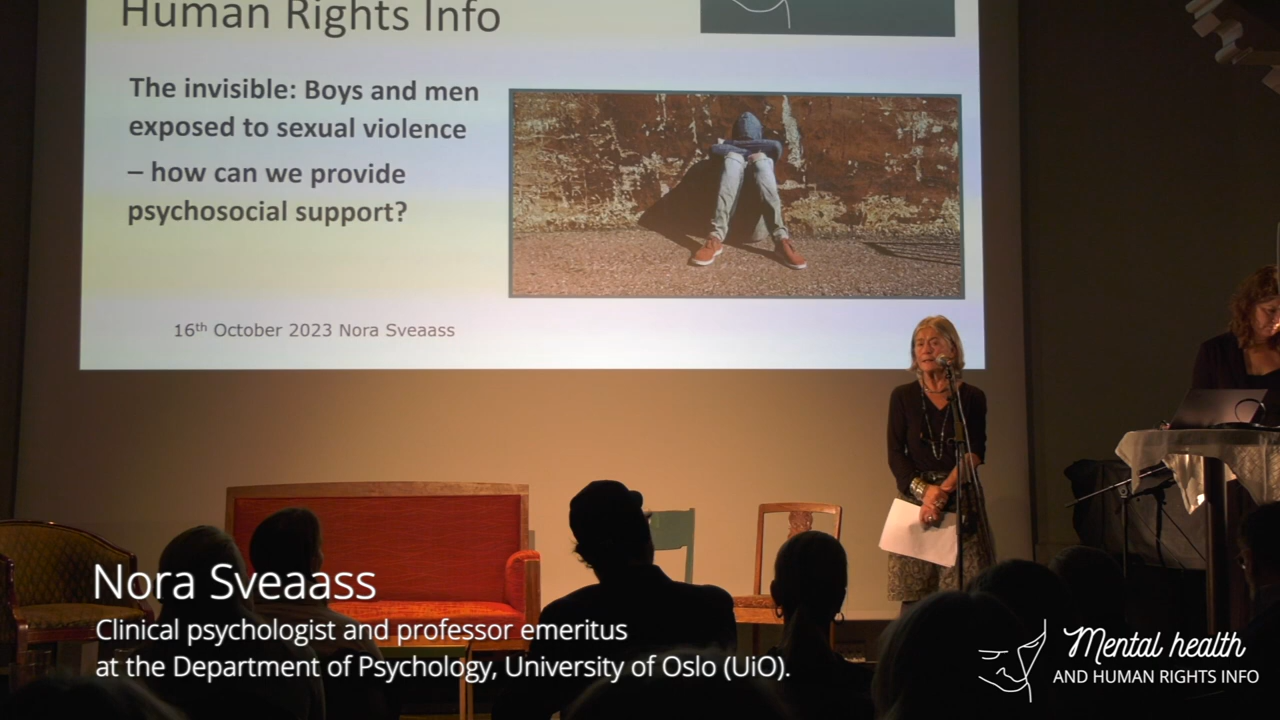 Human Rights Info
The invisible: Boys and men
exposed to sexual violence
– how can we provide
psychosocial support?
16th October 2023 Nora Sveaass
Nora Sveaass
Clinical psychologist and professor emeritus
at the Department of Psychology, University of Oslo (UiO).
Mental health
AND HUMAN RIGHTS INFO